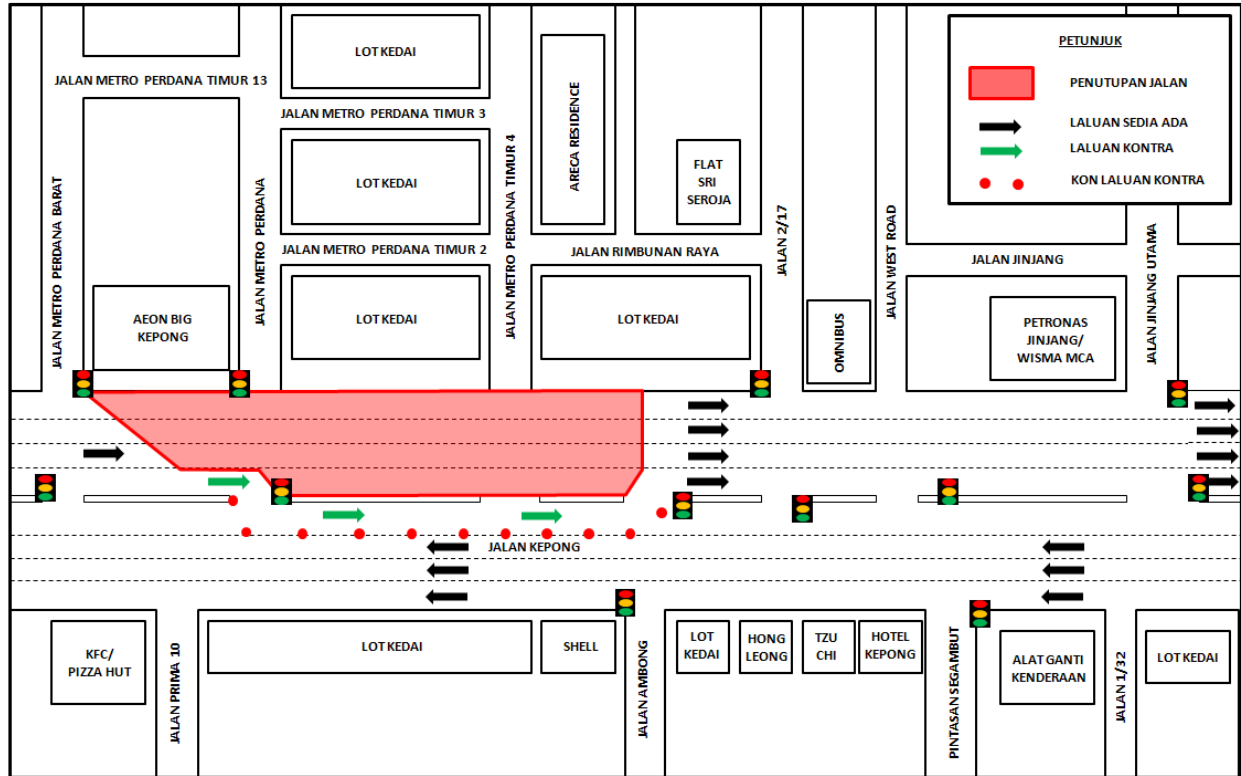 PETUNJUK
PENUTUPAN JALAN
LALUAN SEDIA ADA
LALUAN KONTRA
KON LALUAN KONTRA
LOT KEDAI
JALAN METRO PERDANA TIMUR 13
JALAN METRO PERDANA TIMUR 3
ARECA RESIDENCE
FLAT
SRI
SEROJA
LOT KEDAI
JALAN METRO PERDANA BARAT
JALAN METRO PERDANA
JALAN METRO PERDANA TIMUR 4
JALAN 2/17
JALAN WEST ROAD
JALAN JINJANG UTAMA
JALAN METRO PERDANA TIMUR 2
JALAN RIMBUNAN RAYA
JALAN JINJANG
AEON BIG
KEPONG
LOT KEDAI
LOT KEDAI
OMNIBUS
PETRONAS
JINJANG/
WISMA MCA
JALAN KEPONG
KFC/
PIZZA HUT
JALAN PRIMA 10
LOT KEDAI
SHELL
JALAN AMBONG
LOT
KEDAI
HONG
LEONG
TZU
CHI
HOTEL
KEPONG
PINTASAN SEGAMBUT
ALAT GANTI
KENDERAAN
JALAN 1/32
LOT KEDAI